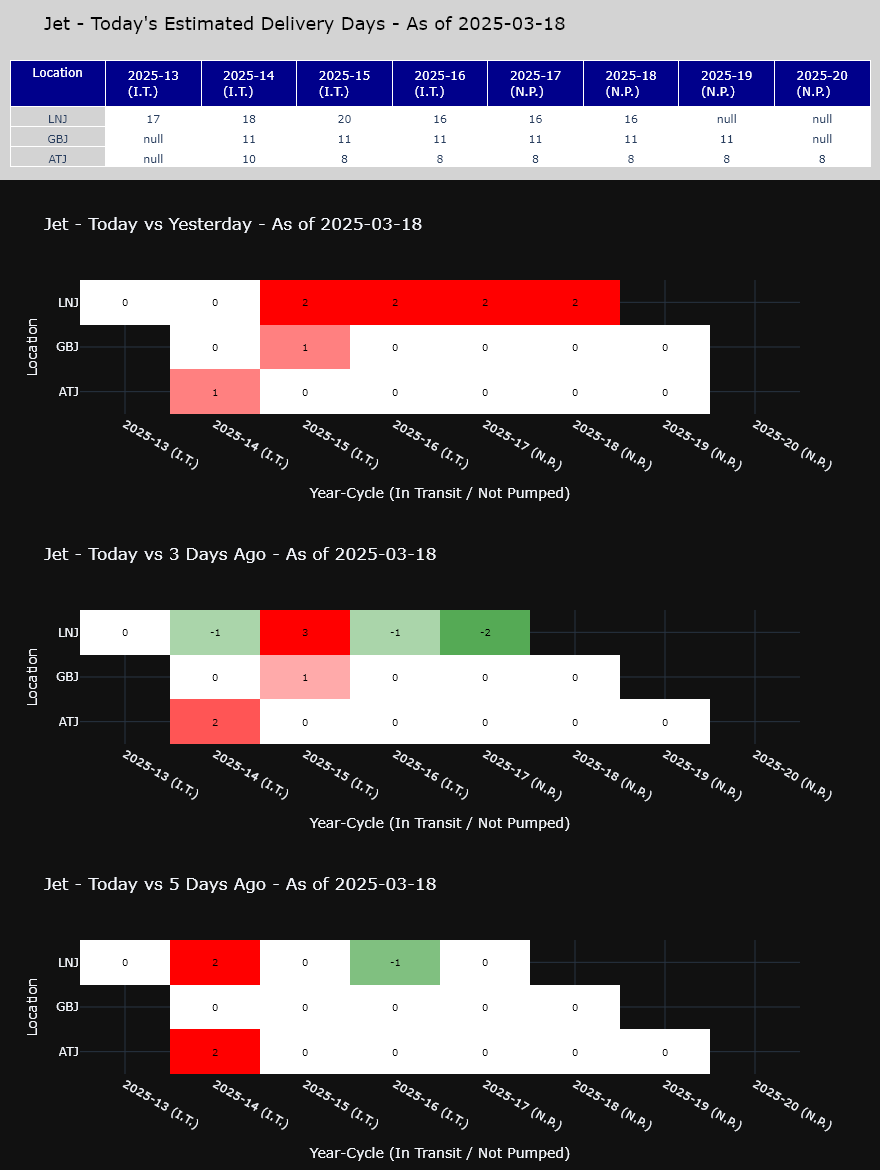 Jet - Today's Estimated Delivery Days - As of 2025-03-18
Location 2025-13 (I.T.) 2025-14 (I.T.) 2025-15 (I.T.) 2025-16 (I.T.) 2025-17 (N.P.) 2025-18 (N.P.) 2025-19 (N.P.) 2025-20 (N.P.)
LNJ 17 18 20 16 16 16 null null
GBJ null 11 11 11 11 11 11 null
ATJ null 10 8 8 8 8 8 8
Jet - Today vs Yesterday - As of 2025-03-18
Location
LNJ 0 0 2 2 2 2
GBJ 0 1 0 0 0 0
ATJ 1 0 0 0 0 0
2025-13 (I.T.) 2025-14 (I.T.) 2025-15 (I.T.) 2025-16 (I.T.) 2025-17 (N.P.) 2025-18 (N.P.) 2025-19 (N.P.) 2025-20 (N.P.)
Year-Cycle (In Transit / Not Pumped)
Jet - Today vs 3 Days Ago - As of 2025-03-18
Location
LNJ 0 -1 3 -1 -2
GBJ 0 1 0 0 0
ATJ 2 0 0 0 0 0
2025-13 (I.T.) 2025-14 (I.T.) 2025-15 (I.T.) 2025-16 (I.T.) 2025-17 (N.P.) 2025-18 (N.P.) 2025-19 (N.P.) 2025-20 (N.P.)
Year-Cycle (In Transit / Not Pumped)
Jet - Today vs 5 Days Ago - As of 2025-03-18
Location
LNJ 0 2 0 -1 0
GBJ 0 0 0 0 0
ATJ 2 0 0 0 0 0
2025-13 (I.T.) 2025-14 (I.T.) 2025-15 (I.T.) 2025-16 (I.T.) 2025-17 (N.P.) 2025-18 (N.P.) 2025-19 (N.P.) 2025-20 (N.P.)
Year-Cycle (In Transit / Not Pumped)